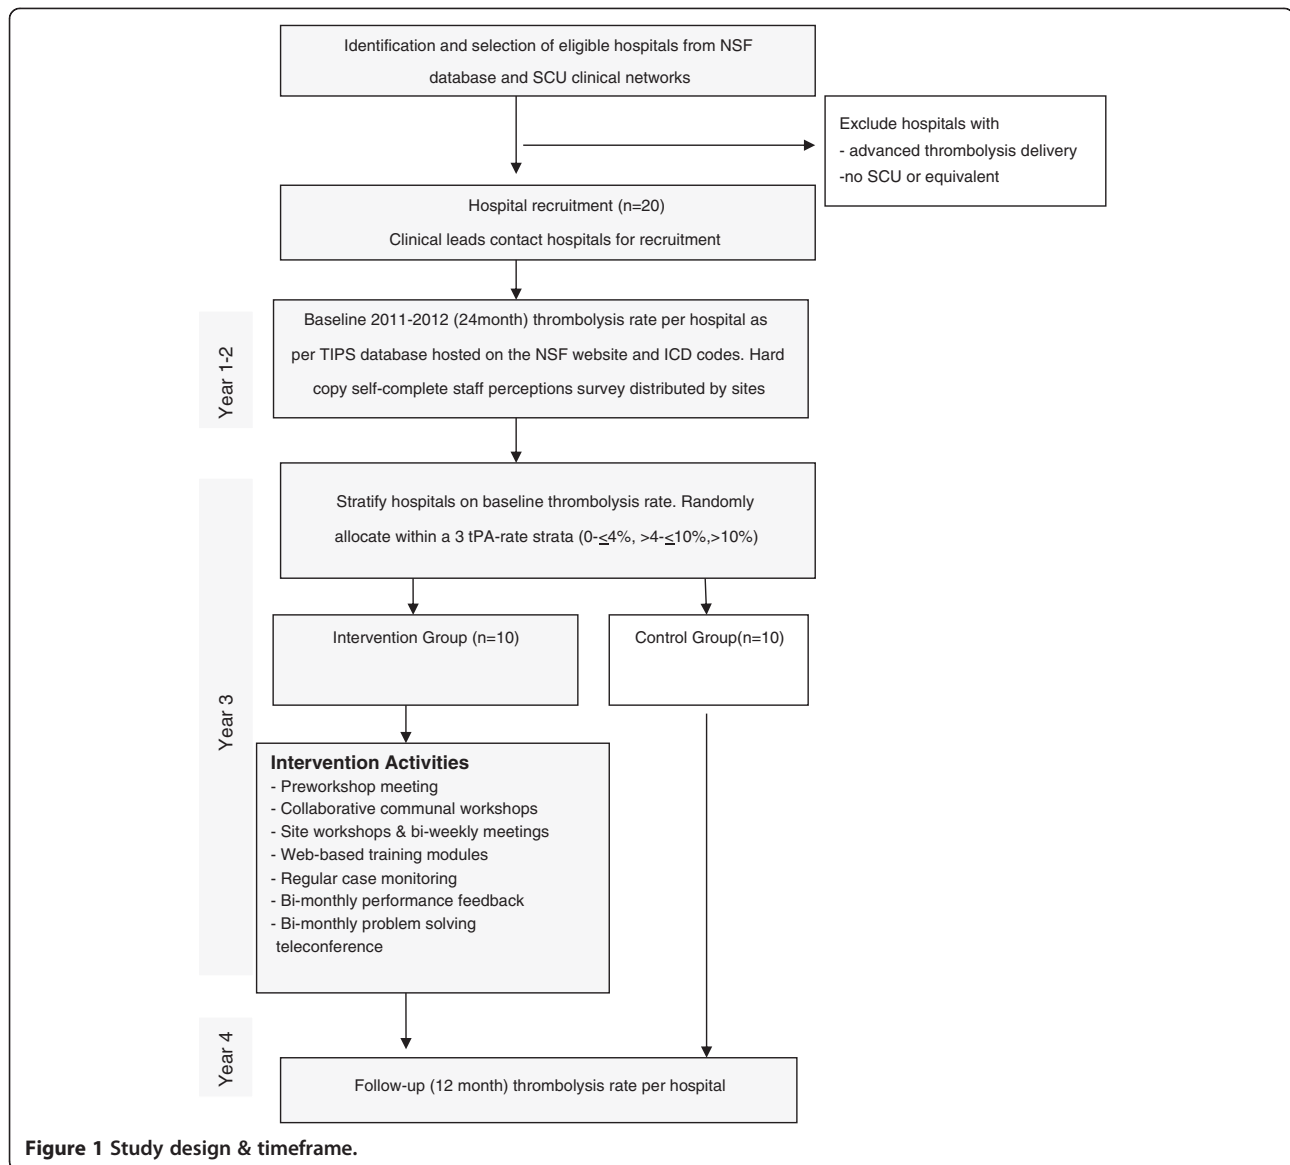 Identification and selection of eligible hospitals from NSF
database and SCU clinical networks
Exclude hospitals with
- advanced thrombolysis delivery
-no SCU or equivalent
Hospital recruitment (n=20)
Clinical leads contact hospitals for recruitment
Year 1-2
Baseline 2011-2012 (24month) thrombolysis rate per hospital as
per TIPS database hosted on the NSF website and ICD codes. Hard
copy self-complete staff perceptions survey distributed by sites
Year 3
Stratify hospitals on baseline thrombolysis rate. Randomly
allocate within a 3 tPA-rate strata (0-≤4%, >4-≤10%,>10%)
Intervention Group (n=10)
Control Group(n=10)
Intervention Activities
- Preworkshop meeting
- Collaborative communal workshops
- Site workshops & bi-weekly meetings
- Web-based training modules
- Regular case monitoring
- Bi-monthly performance feedback
- Bi-monthly problem solving
teleconference
Year 4
Follow-up (12 month) thrombolysis rate per hospital
Figure 1 Study design & timeframe.